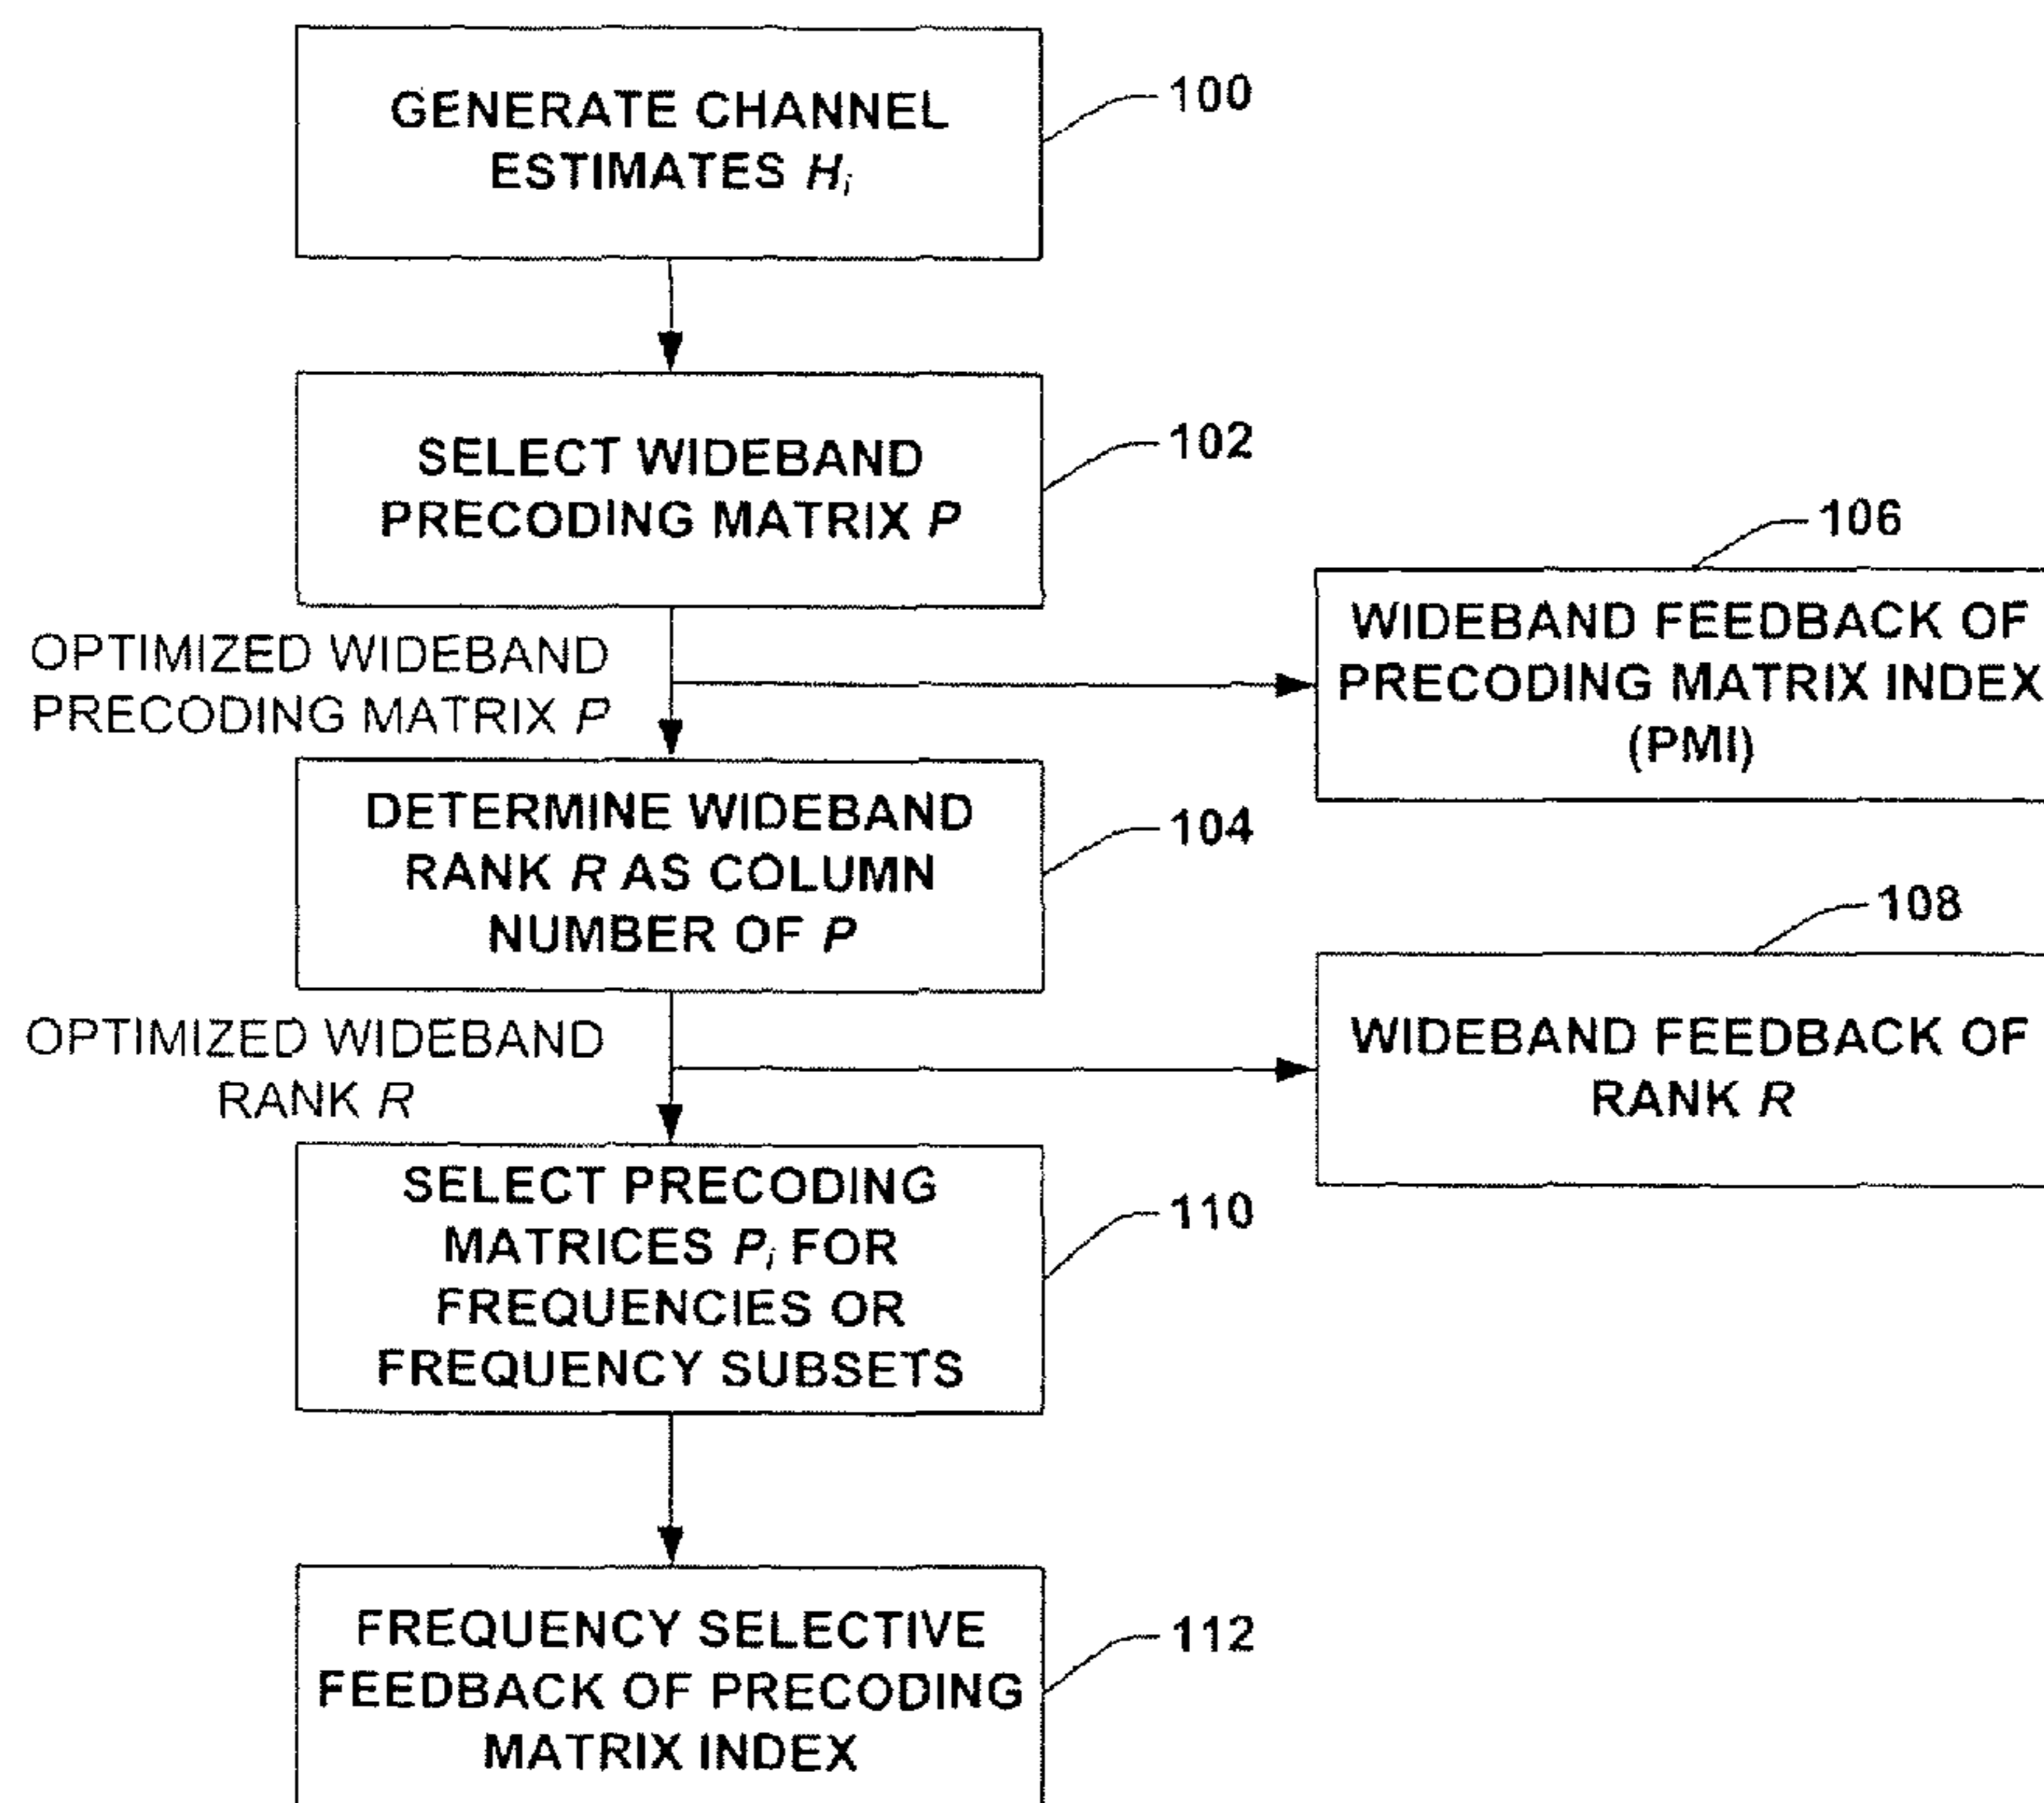 GENERATE CHANNEL
ESTIMATES Hi
100
SELECT WIDEBAND
PRECODING MATRIX P
102
OPTIMIZED WIDEBAND
PRECODING MATRIX P
106
WIDEBAND FEEDBACK OF
PRECODING MATRIX INDEX
(PMI)
DETERMINE WIDEBAND
RANK R AS COLUMN
NUMBER OF P
104
OPTIMIZED WIDEBAND
RANK R
108
WIDEBAND FEEDBACK OF
RANK R
SELECT PRECODING
MATRICES Pi FOR
FREQUENCIES OR
FREQUENCY SUBSETS
110
FREQUENCY SELECTIVE
FEEDBACK OF PRECODING
MATRIX INDEX
112